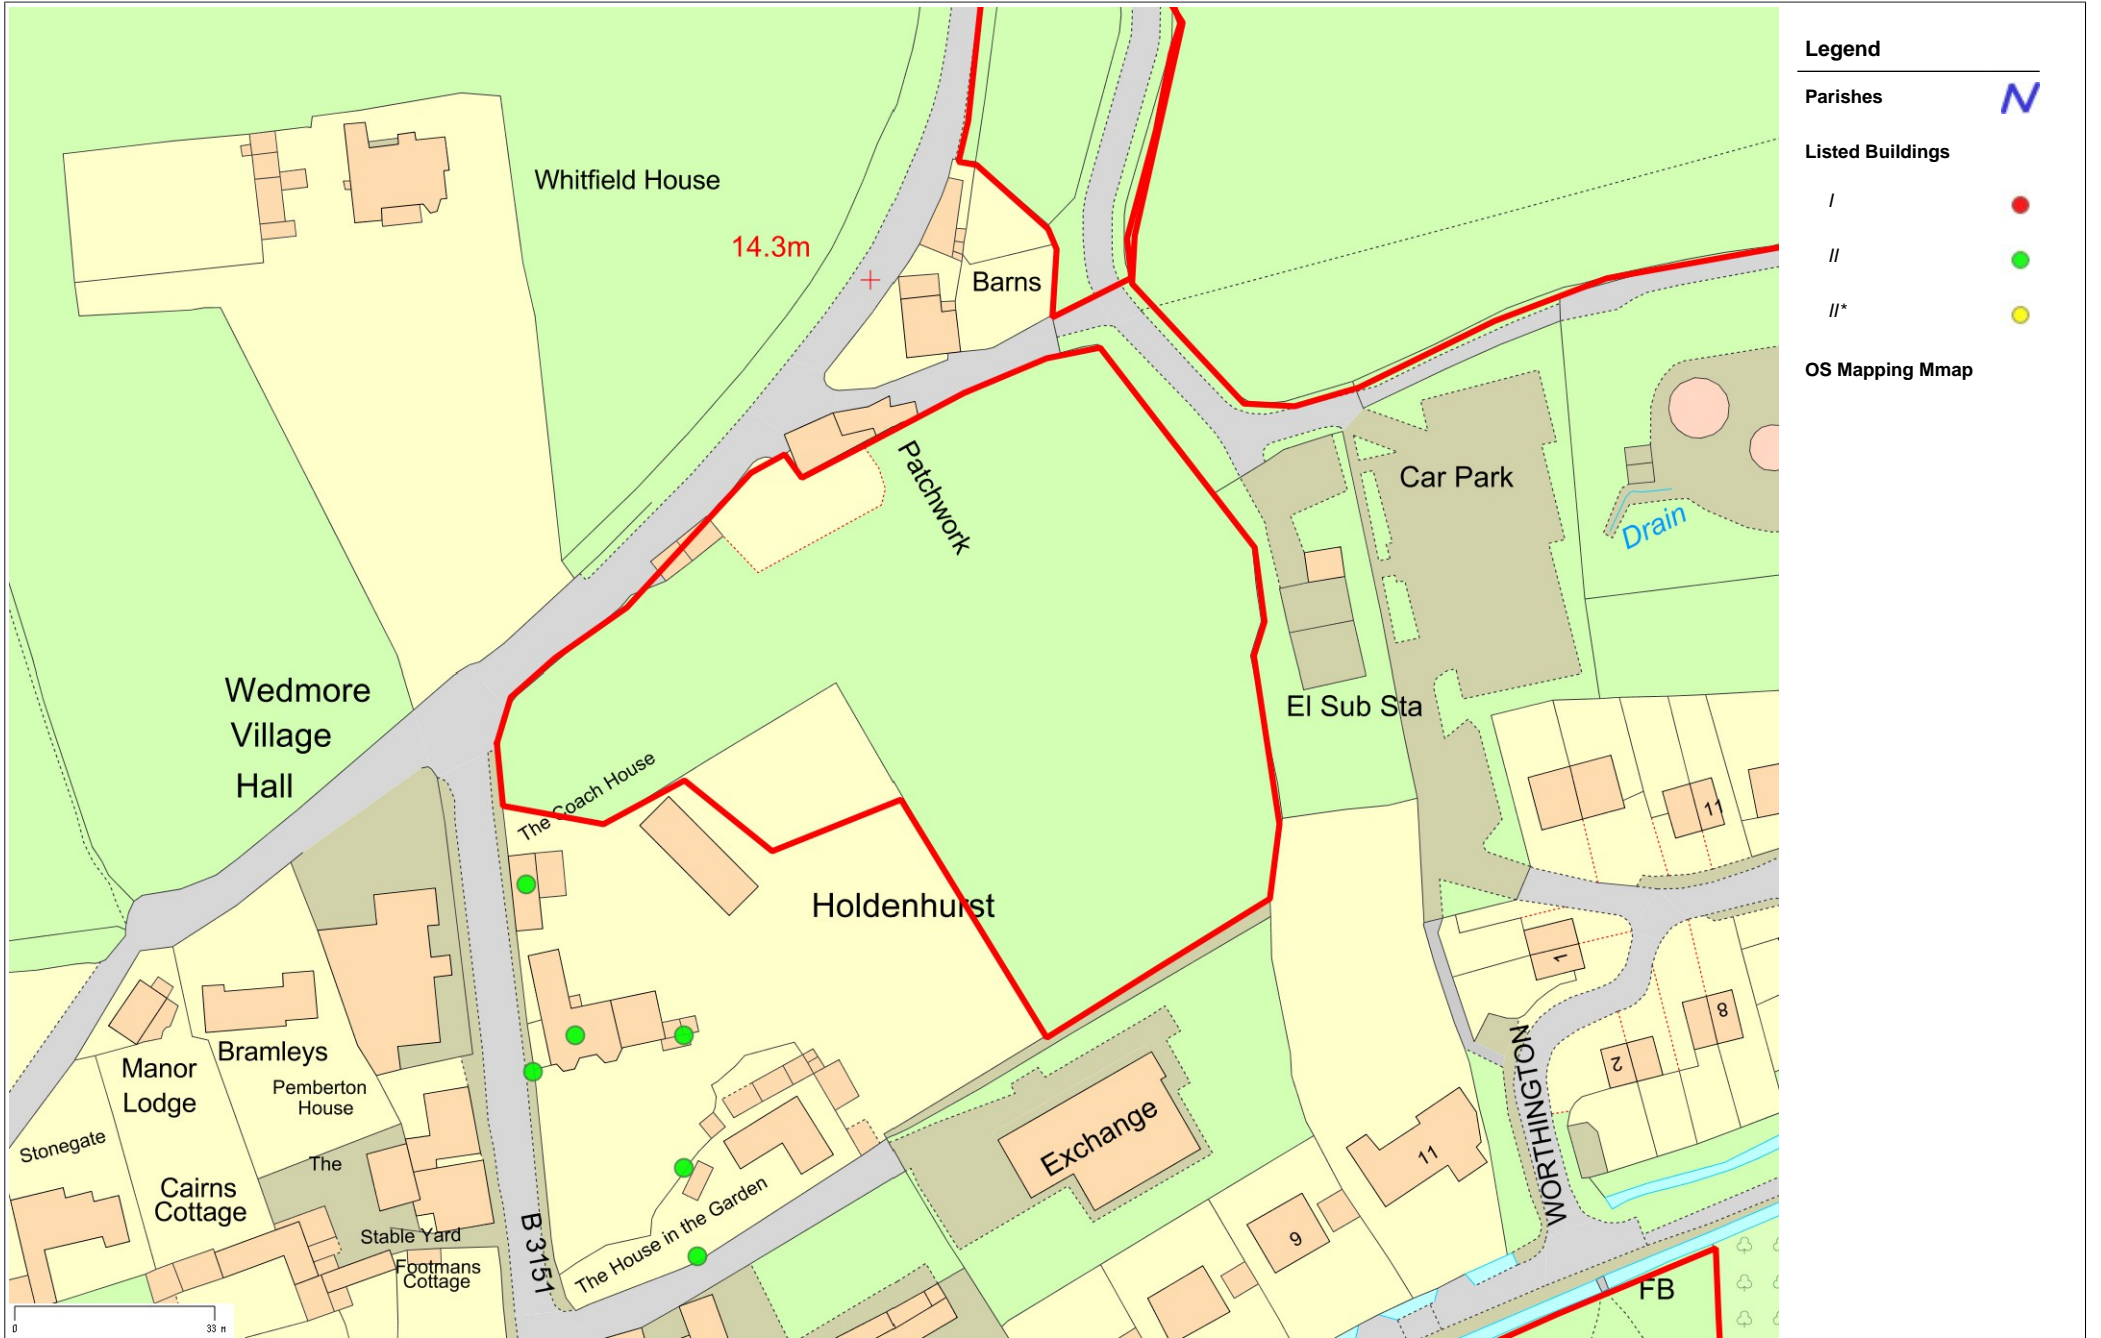 Legend
Parishes
Listed Buildings
I
II
II*
OS Mapping Mmap
Whitfield House
14.3m
Barns
Patchwork
Car Park
Drain
El Sub Sta
Wedmore
Village
Hall
The Coach House
Holdenhurst
11
1
8
2
WORTHINGTON
Manor
Lodge
Bramleys
Pemberton
House
Stonegate
The
Cairns
Cottage
Stable Yard
Footmans
Cottage
B 3151
The House in the Garden
Exchange
11
9
FB
0
33 m